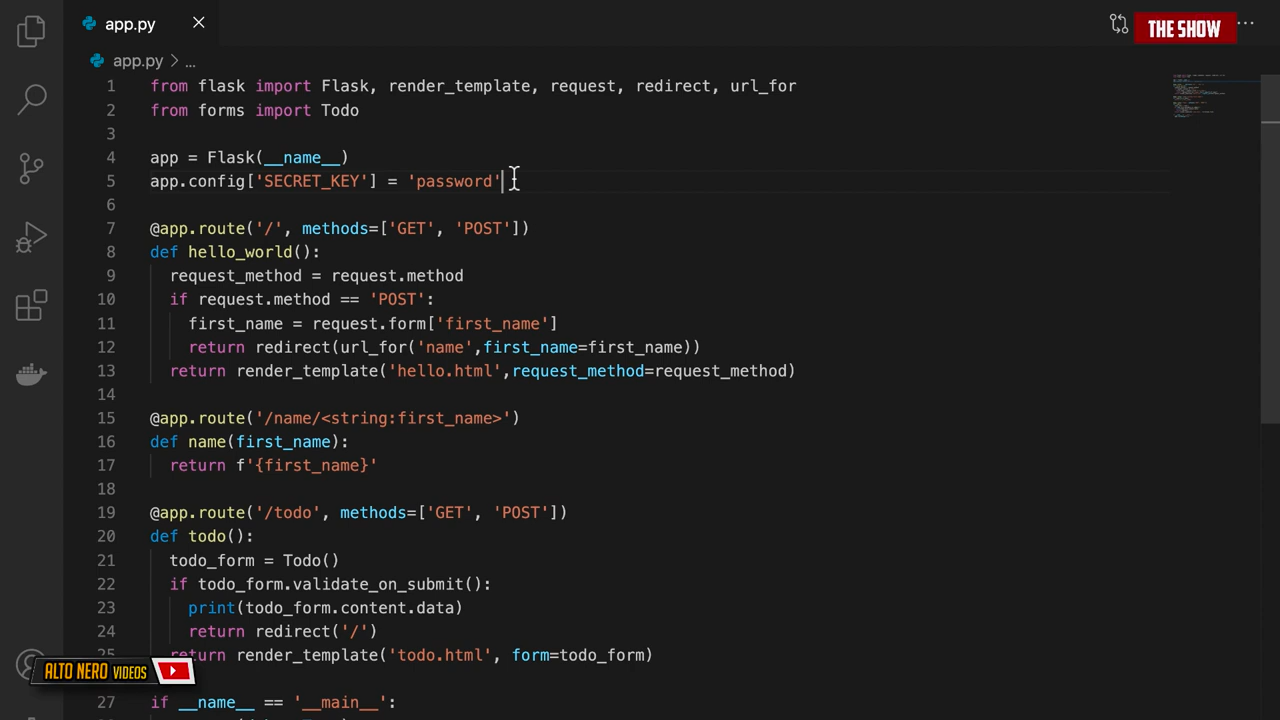 app.py
THE SHOW
app.py > ...
1 from flask import Flask, render_template, request, redirect, url_for
2 from forms import Todo
3
4 app = Flask(__name__)
5 app.config['SECRET_KEY'] = 'password'
6
7 @app.route('/', methods=['GET', 'POST'])
8 def hello_world():
9   request_method = request.method
10   if request.method == 'POST':
11     first_name = request.form['first_name']
12     return redirect(url_for('name',first_name=first_name))
13   return render_template('hello.html',request_method=request_method)
14
15 @app.route('/name/<string:first_name>')
16 def name(first_name):
17   return f'{first_name}'
18
19 @app.route('/todo', methods=['GET', 'POST'])
20 def todo():
21   todo_form = Todo()
22   if todo_form.validate_on_submit():
23     print(todo_form.content.data)
24     return redirect('/')
25   return render_template('todo.html', form=todo_form)
ALTO NERO VIDEOS
27 if __name__ == '__main__':